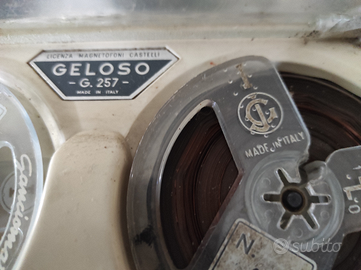 LICENZA MAGNETOFONI CASTELLI
GELOSO
-G. 257-
MADE IN ITALY
MADE IN ITALY
N
subito